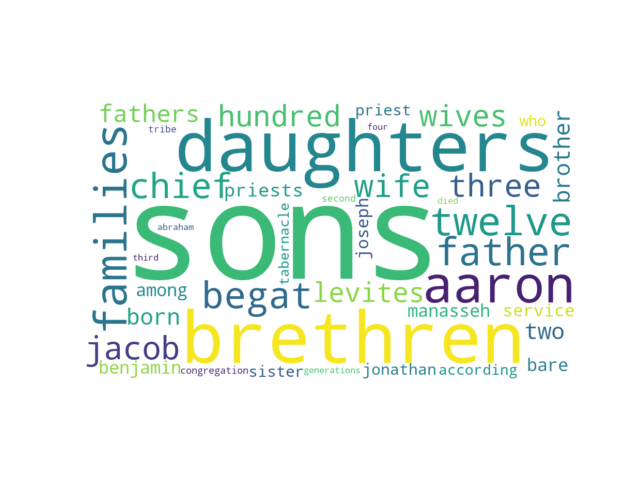 fathers hundred priest wives
tribe four who
daughters
families
brother
chief priests wife three
second died
sons
tabernacle
joseph
twelve
abraham
father
third
among begat levites aaron
born brethren manasseh service
jacob two
benjamin congregation sister generations jonathan according bare